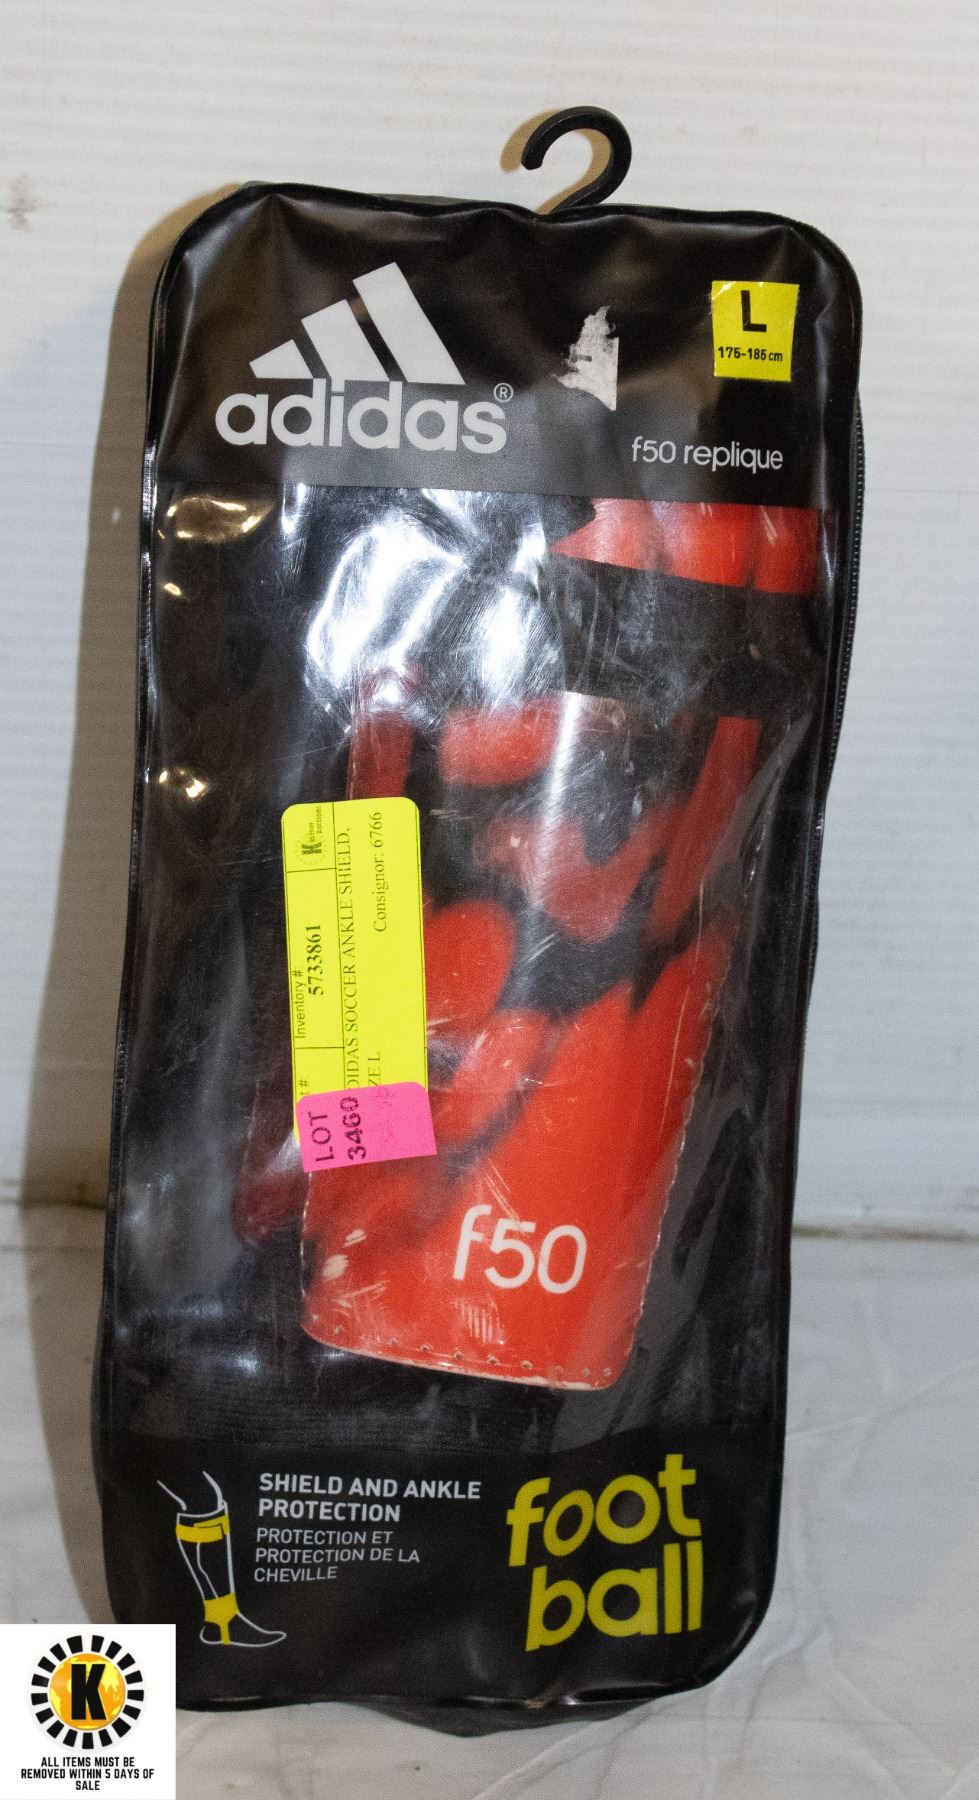 adidas®
L
175-185 cm
f50 replique
Inventory #
5733861
DIDAS SOCCER ANKLE SHIELD,
ZE L
Consignor: 6766
LOT
3460
f50
SHIELD AND ANKLE
PROTECTION
PROTECTION ET
PROTECTION DE LA
CHEVILLE
foot
ball
K
ALL ITEMS MUST BE
REMOVED WITHIN 5 DAYS OF
SALE